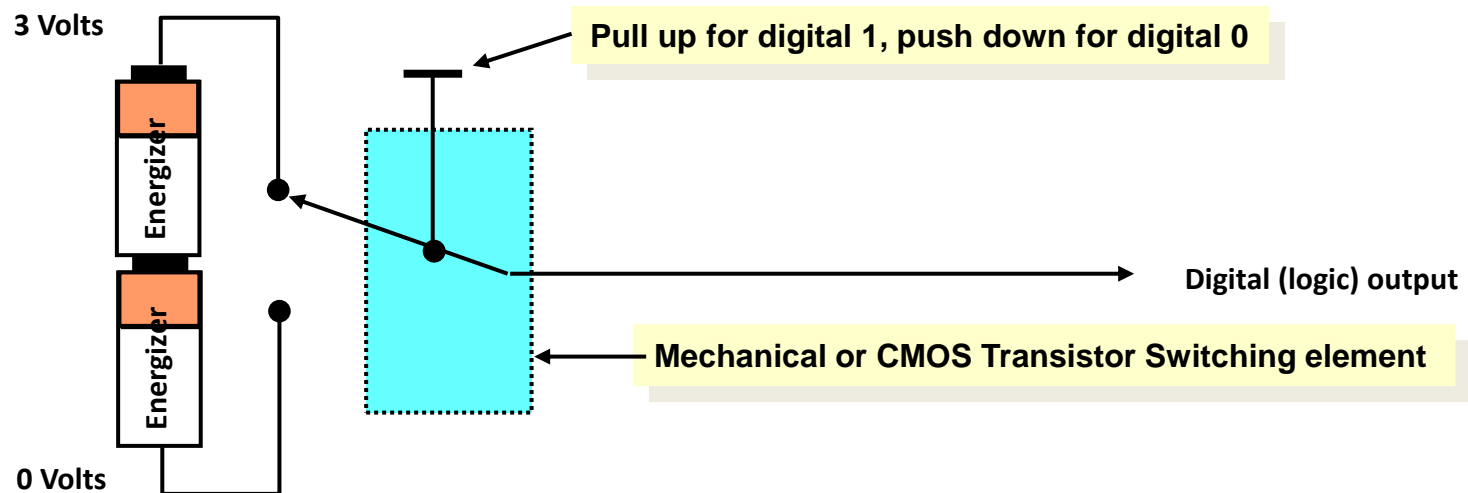 3 Volts
Pull up for digital 1, push down for digital 0
Energizer
Digital (logic) output
Mechanical or CMOS Transistor Switching element
Energizer
0 Volts